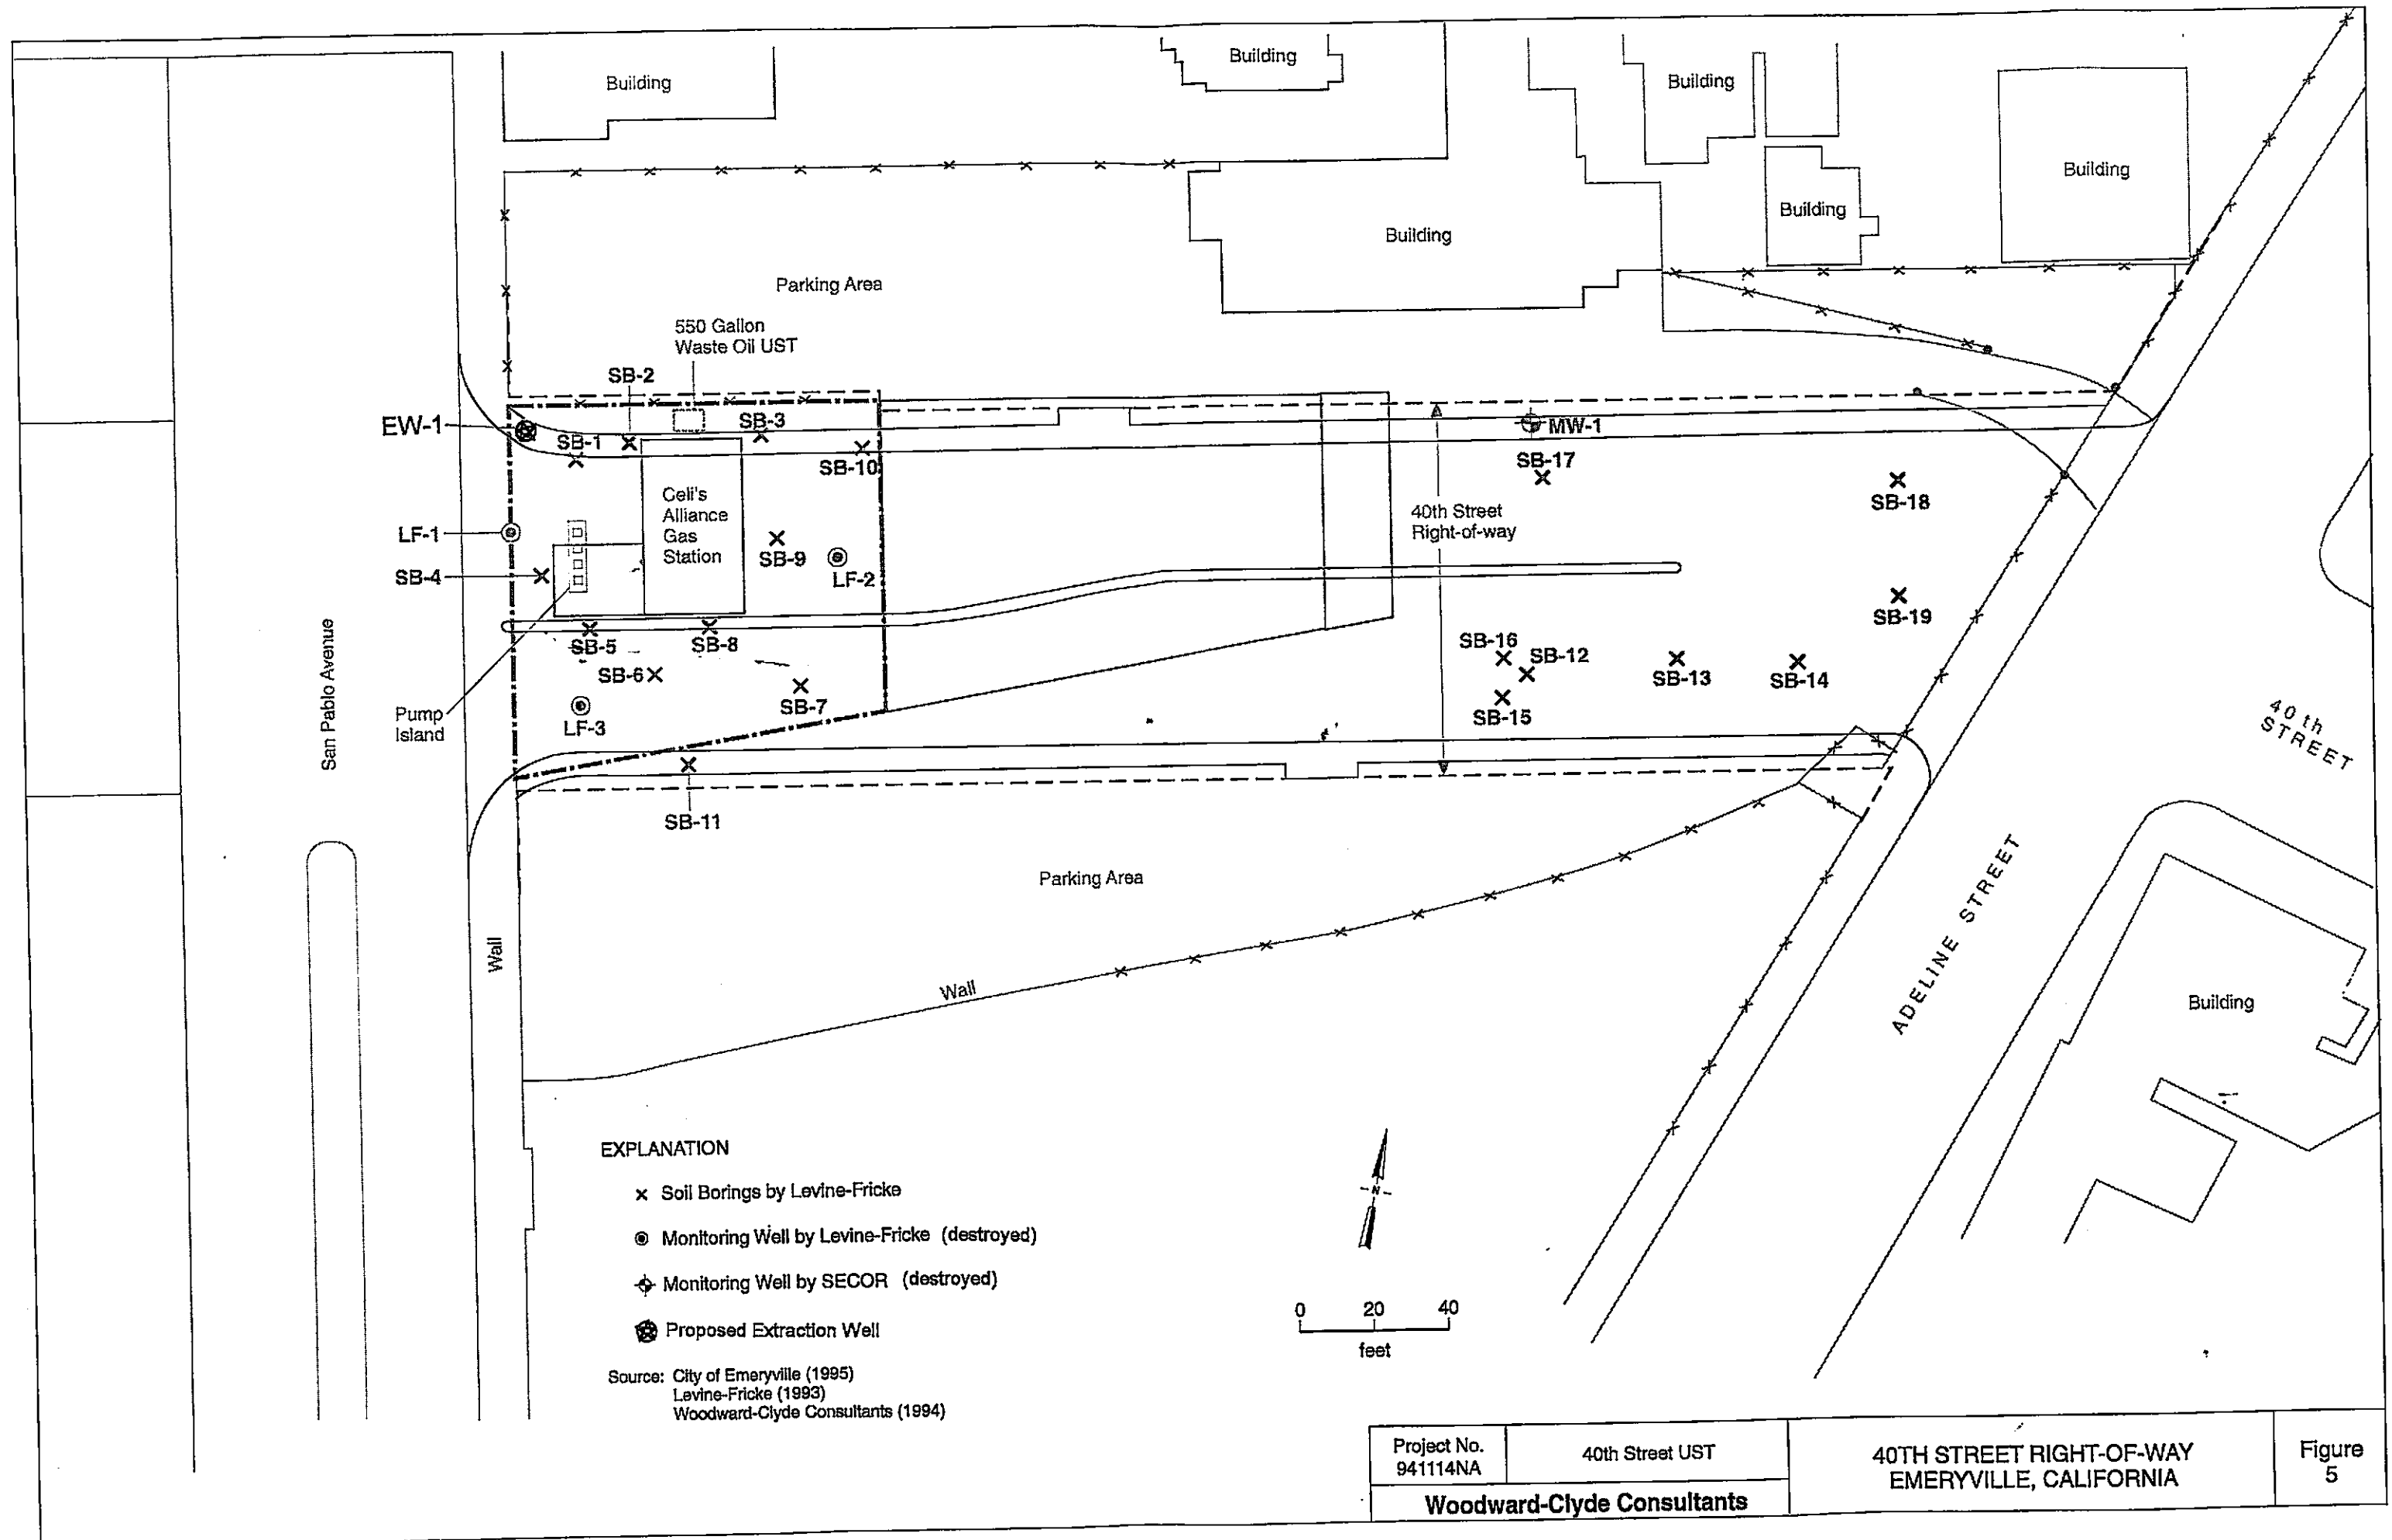 Building
Building
Building
Building
Building
Building
Parking Area
550 Gallon
Waste Oil UST
SB-2
EW-1
SB-1
SB-3
SB-10
MW-1
SB-17
SB-18
Celi's
Alliance
Gas
Station
40th Street
Right-of-way
LF-1
SB-9
LF-2
SB-4
SB-19
SB-5
SB-8
SB-16
SB-12
SB-6
SB-13
SB-14
SB-7
SB-15
Pump
Island
LF-3
San Pablo Avenue
40 th
STREET
SB-11
Parking Area
ADELINE STREET
Wall
Wall
Building
EXPLANATION
x Soil Borings by Levine-Fricke
Monitoring Well by Levine-Fricke (destroyed)
Monitoring Well by SECOR (destroyed)
Proposed Extraction Well
N
0 20 40
feet
Source: City of Emeryville (1995)
Levine-Fricke (1993)
Woodward-Clyde Consultants (1994)
Project No.
941114NA
40th Street UST
Woodward-Clyde Consultants
40TH STREET RIGHT-OF-WAY
EMERYVILLE, CALIFORNIA
Figure
5